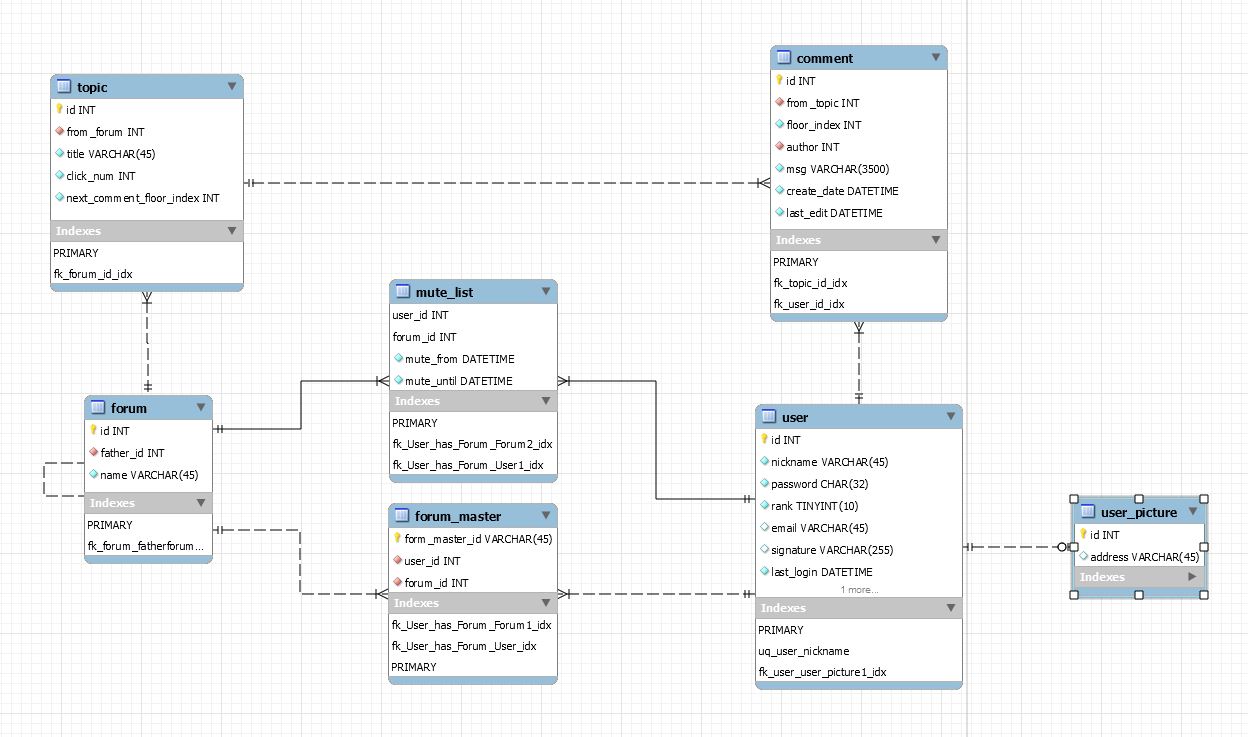 topic
id INT
from_forum INT
title VARCHAR(45)
click_num INT
next_comment_floor_index INT
Indexes
PRIMARY
fk_forum_id_idx
comment
id INT
from_topic INT
floor_index INT
author INT
msg VARCHAR(3500)
create_date DATETIME
last_edit DATETIME
Indexes
PRIMARY
fk_topic_id_idx
fk_user_id_idx
mute_list
user_id INT
forum_id INT
mute_from DATETIME
mute_until DATETIME
Indexes
PRIMARY
fk_User_has_Forum_Forum2_idx
fk_User_has_Forum_User1_idx
forum
id INT
father_id INT
name VARCHAR(45)
Indexes
PRIMARY
fk_forum_fatherforum...
forum_master
form_master_id VARCHAR(45)
user_id INT
forum_id INT
Indexes
fk_User_has_Forum_Forum1_idx
fk_User_has_Forum_User_idx
PRIMARY
user
id INT
nickname VARCHAR(45)
password CHAR(32)
rank TINYINT(10)
email VARCHAR(45)
signature VARCHAR(255)
last_login DATETIME
1 more...
Indexes
PRIMARY
uq_user_nickname
fk_user_user_picture1_idx
user_picture
id INT
address VARCHAR(45)
Indexes